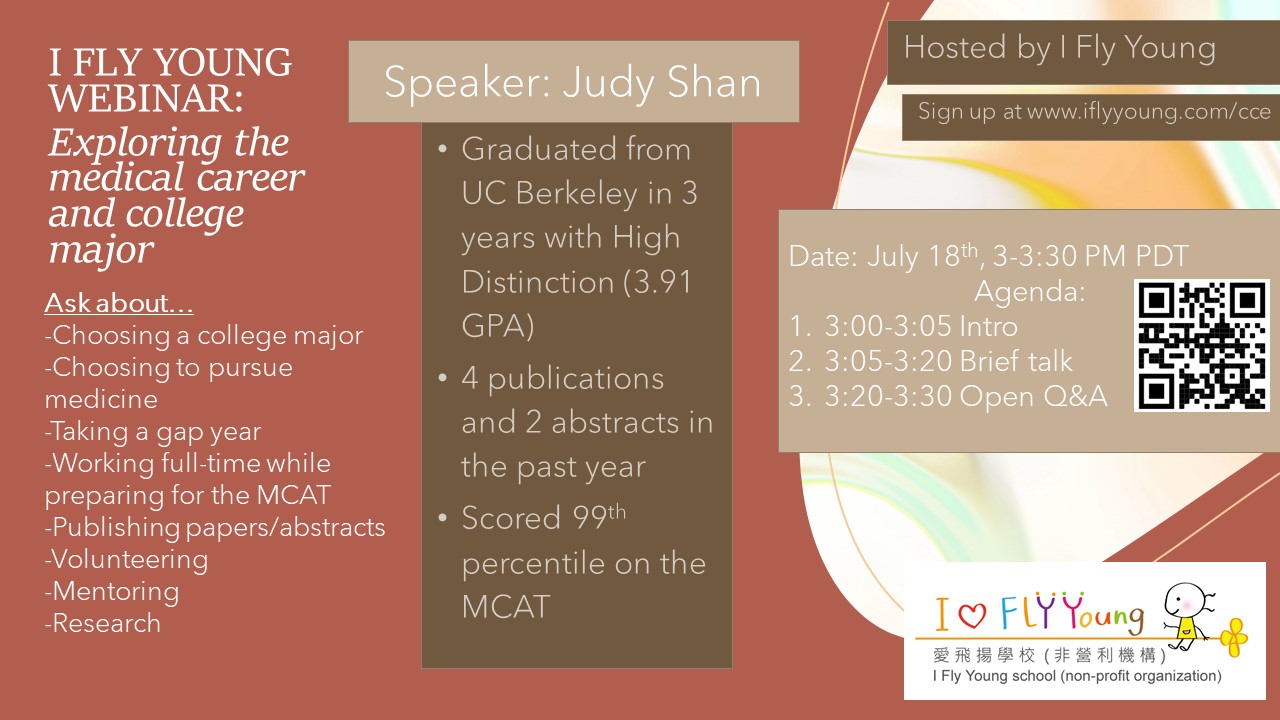 I FLY YOUNG
WEBINAR:
Exploring the
medical career
and college
major
Ask about…
-Choosing a college major
-Choosing to pursue
medicine
-Taking a gap year
-Working full-time while
preparing for the MCAT
-Publishing papers/abstracts
-Volunteering
-Mentoring
-Research
Speaker: Judy Shan
• Graduated from
UC Berkeley in 3
years with High
Distinction (3.91
GPA)
• 4 publications
and 2 abstracts in
the past year
• Scored 99th
percentile on the
MCAT
Hosted by I Fly Young
Sign up at www.iflyyoung.com/cce
Date: July 18th, 3-3:30 PM PDT
Agenda:
1. 3:00-3:05 Intro
2. 3:05-3:20 Brief talk
3. 3:20-3:30 Open Q&A
I ♡ FLY Young
愛飛揚學校 (非營利機構)
I Fly Young school (non-profit organization)